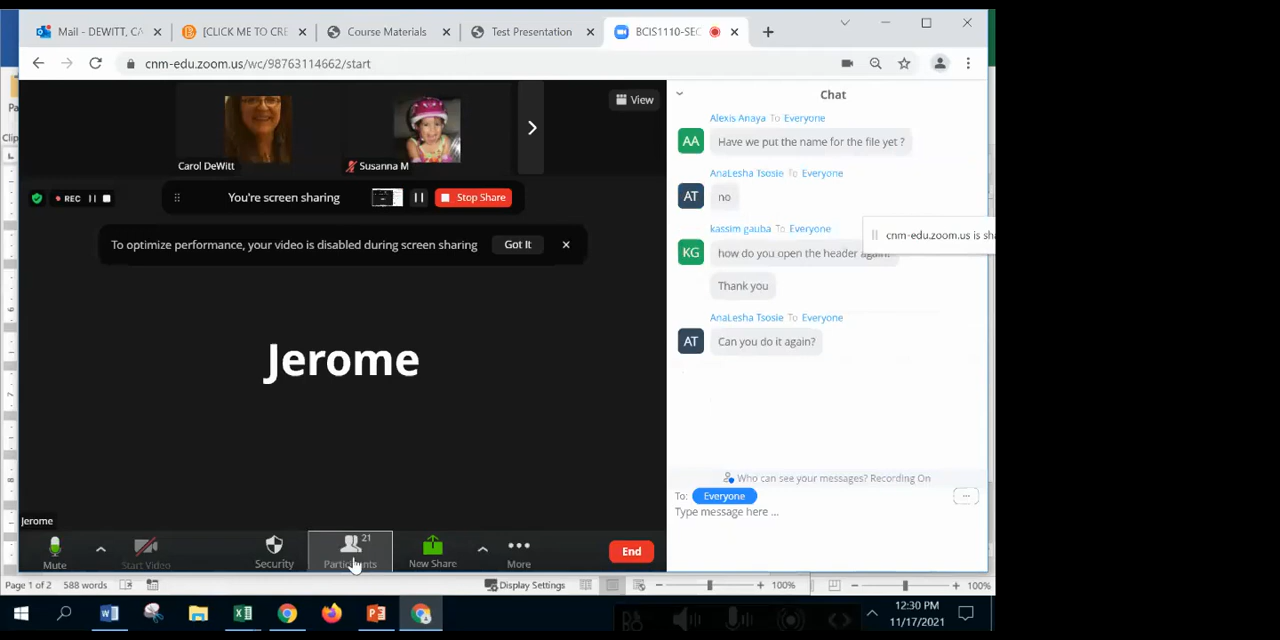 Mail - DEWITT, CA
[CLICK ME TO CRE
Course Materials
Test Presentation
BCIS1110-SEC
cnm-edu.zoom.us/wc/98763114662/start
View
Chat
Carol DeWitt
Susanna M
REC
You're screen sharing
Stop Share
To optimize performance, your video is disabled during screen sharing
Got It
Jerome
Jerome
Alexis Anaya To Everyone
AA
Have we put the name for the file yet ?
AnaLesha Tsosie To Everyone
AT
no
kassim gauba To Everyone
cnm-edu.zoom.us is sha
KG
how do you open the header again?
Thank you
AnaLesha Tsosie To Everyone
AT
Can you do it again?
Who can see your messages? Recording On
To: Everyone
Type message here ...
Mute
Start Video
Security
21
Participants
New Share
More
End
Page 1 of 2
588 words
Display Settings
100%
100%
12:30 PM
11/17/2021